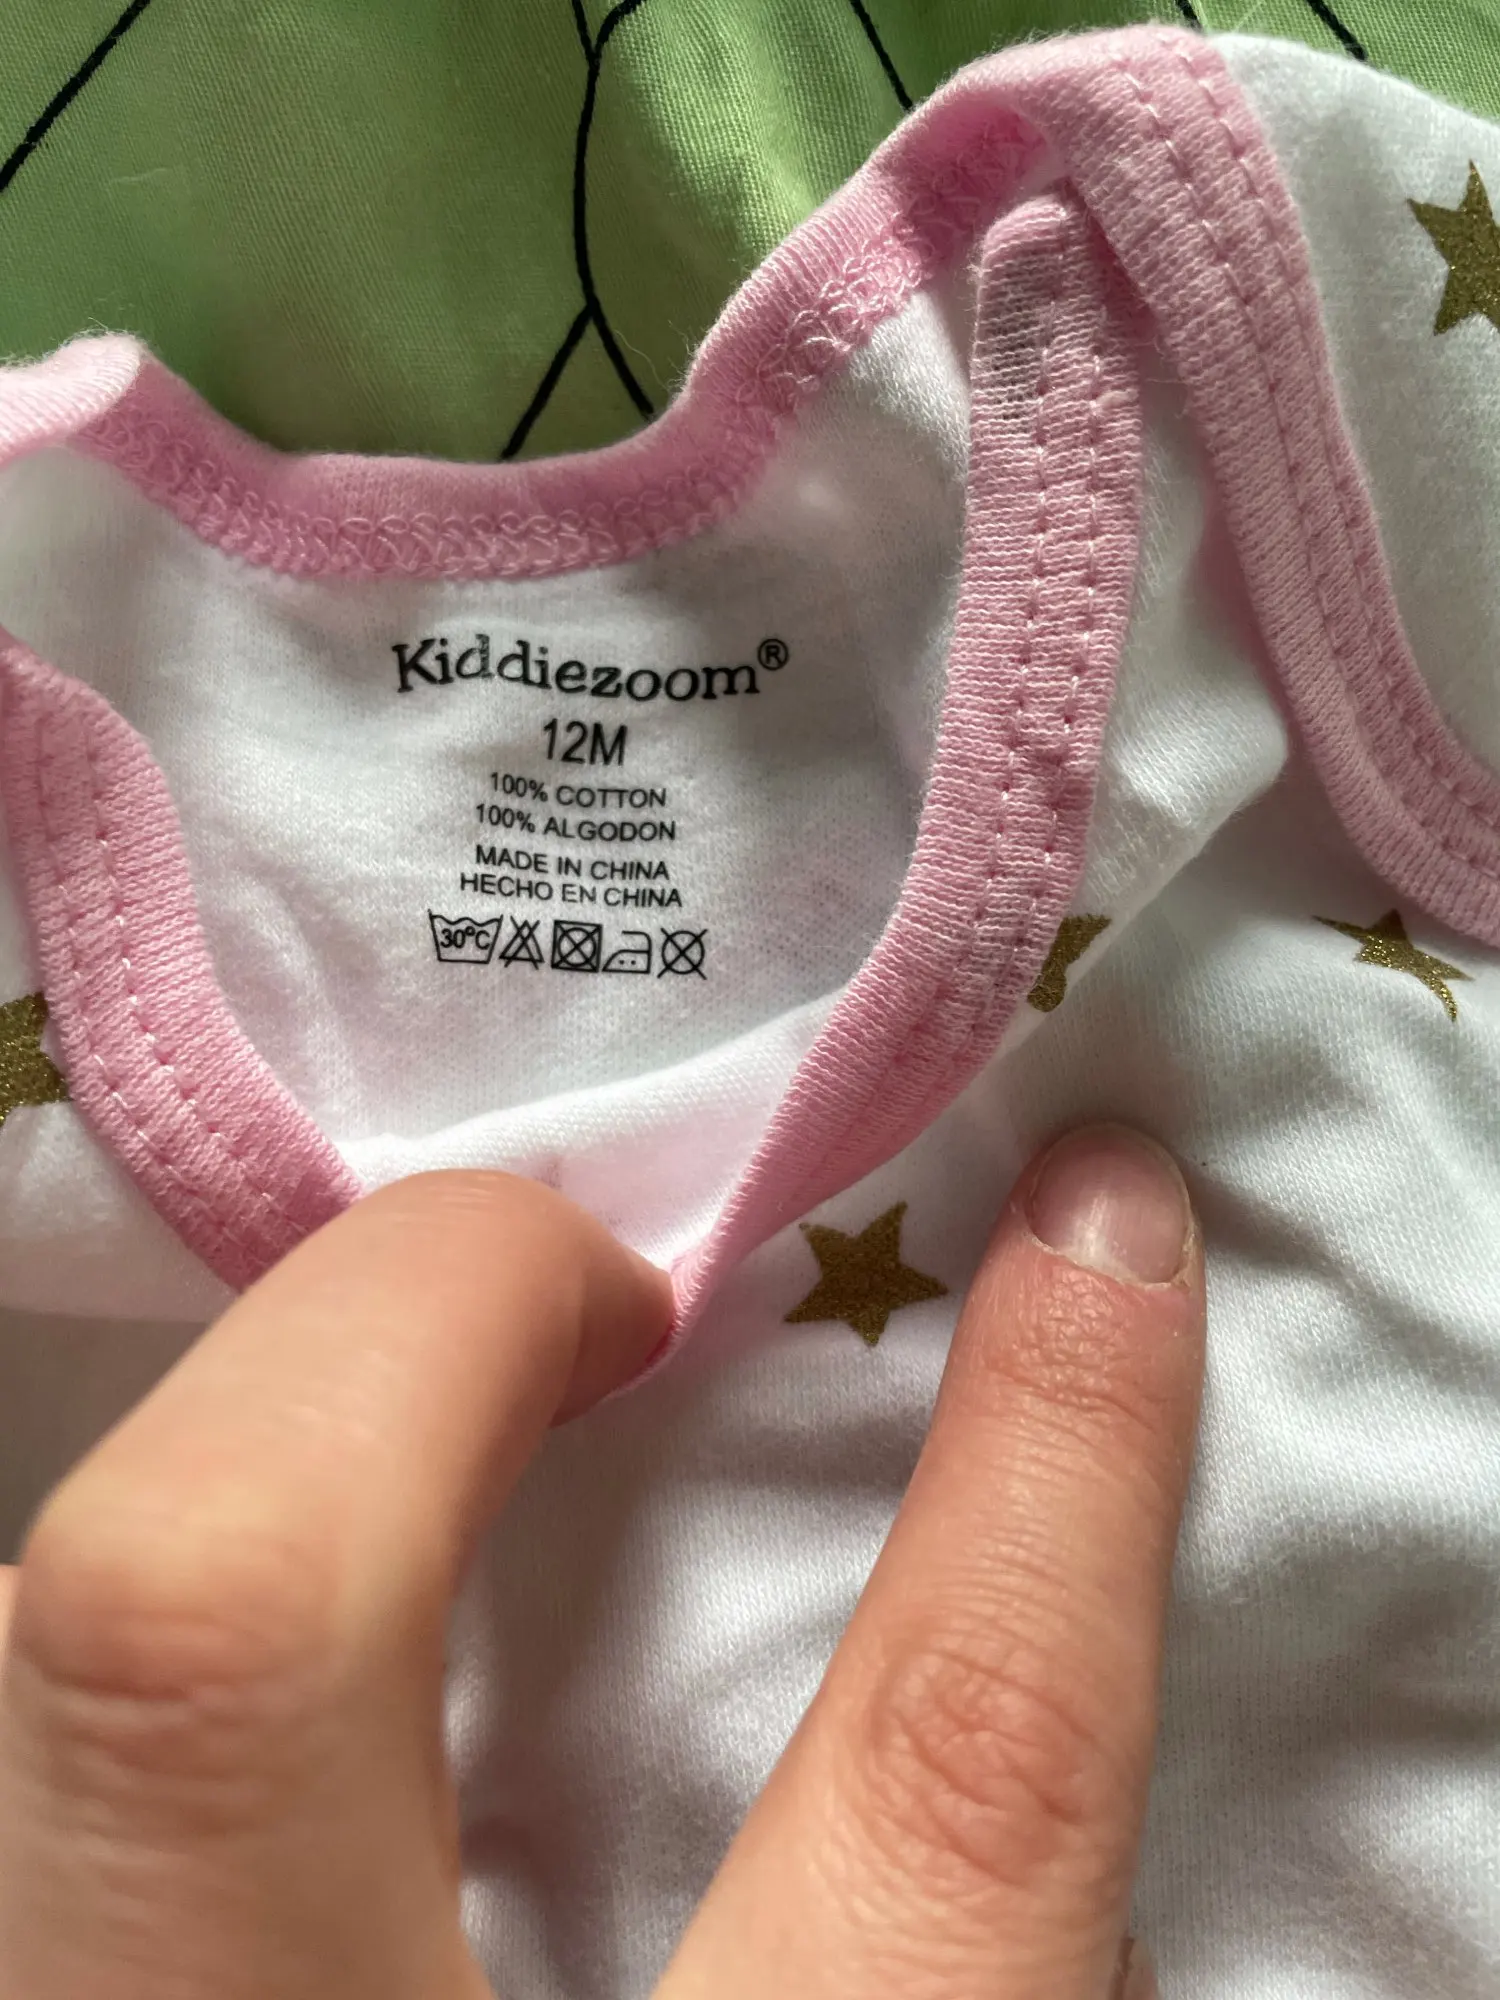 Kiddiezoom®
12M
100% COTTON
100% ALGODON
MADE IN CHINA
HECHO EN CHINA
30°C